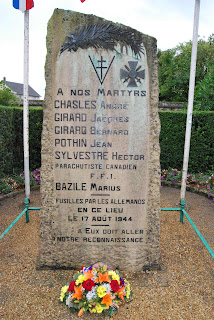 A NOS MARTYRS
CHASLES ANDRÉ
GIRARD JACQUES
GIRARD BERNARD
POTHIN JEAN
SYLVESTRE HECTOR
PARACHUTISTE CANADIEN
F.F.I.
BAZILE MARIUS
FUSILLÉS PAR LES ALLEMANDS
EN CE LIEU
LE 17 AOÛT 1944
A EUX DOIT ALLER
NOTRE RECONNAISSANCE